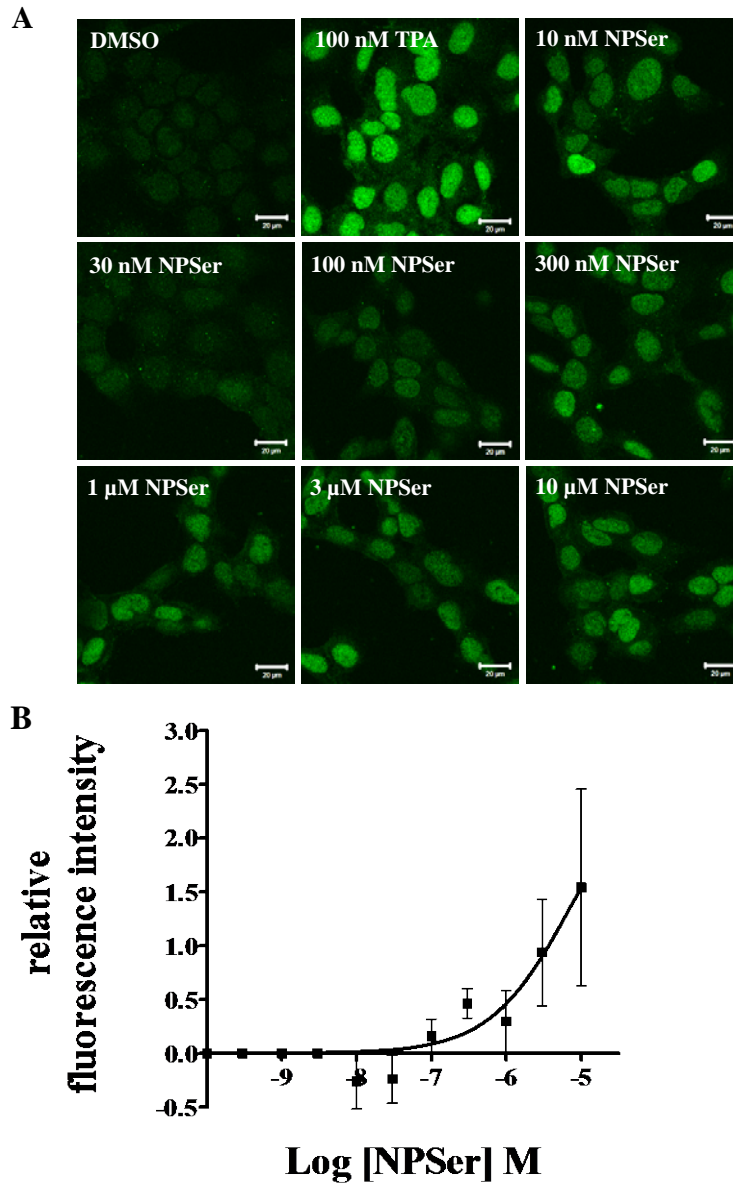 A
DMSO
100 nM TPA
10 nM NPSer
20 µm
20 µm
20 µm
30 nM NPSer
100 nM NPSer
300 nM NPSer
20 µm
20 µm
20 µm
1 µM NPSer
3 µM NPSer
10 µM NPSer
20 µm
20 µm
20 µm
B
relative
fluorescence intensity
3.0
2.5
2.0
1.5
1.0
0.5
0.0
-0.5
-9
-8
-7
-6
-5
Log [NPSer] M